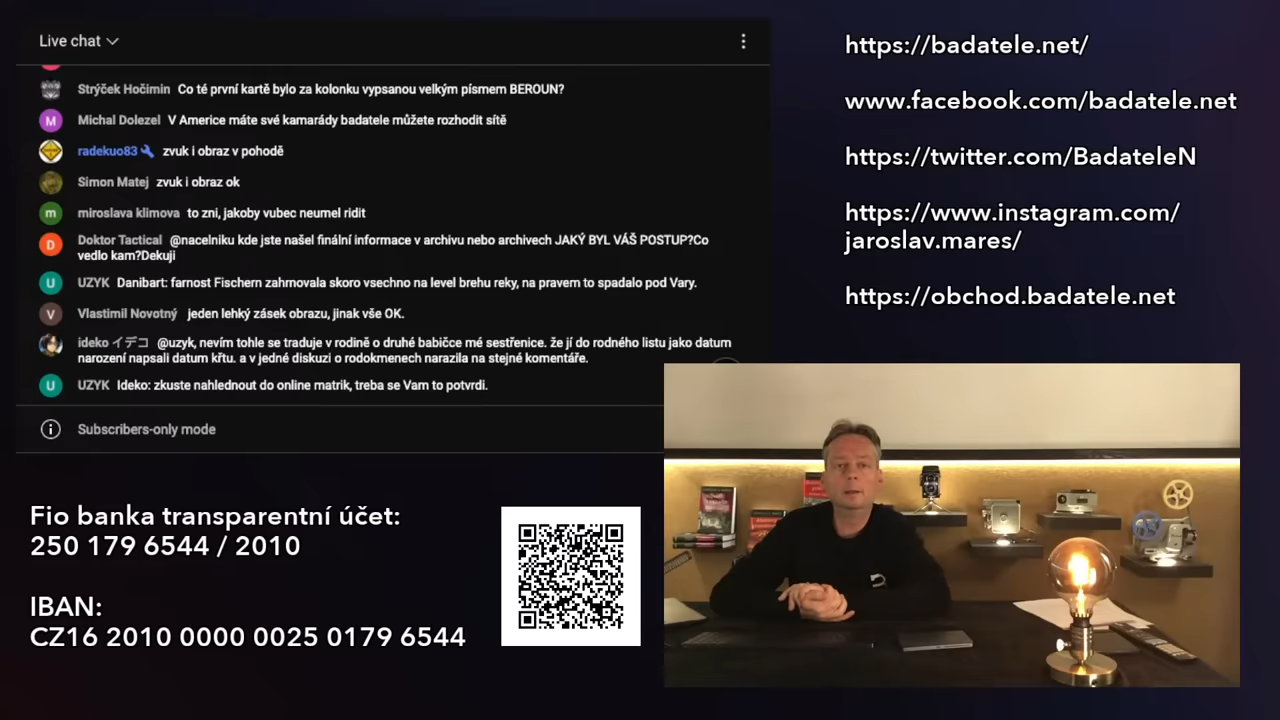 Live chat
Strýček Hočimin Co té první kartě bylo za kolonku vypsanou velkým písmem BEROUN?
M Michal Dolezel V Americe máte své kamarády badatele můžete rozhodit sítě
radekuo83 zvuk i obraz v pohodě
Simon Matej zvuk i obraz ok
m miroslava klimova to zni, jakoby vubec neumel ridit
D Doktor Tactical @nacelniku kde jste našel finální informace v archivu nebo archivech JAKÝ BYL VÁŠ POSTUP?Co
vedlo kam?Dekuji
U UZYK Danibart: farnost Fischern zahrnovala skoro vsechno na level brehu reky, na pravem to spadalo pod Vary.
V Vlastimil Novotný jeden lehký zásek obrazu, jinak vše OK.
ideko イデコ @uzyk, nevím tohle se traduje v rodině o druhé babičce mé sestřenice. že jí do rodného listu jako datum
narození napsali datum křtu. a v jedné diskuzi o rodokmenech narazila na stejné komentáře.
U UZYK Ideko: zkuste nahlednout do online matrik, treba se Vam to potvrdi.
Subscribers-only mode
https://badatele.net/
www.facebook.com/badatele.net
https://twitter.com/BadateleN
https://www.instagram.com/
jaroslav.mares/
https://obchod.badatele.net
Fio banka transparentní účet:
250 179 6544 / 2010
IBAN:
CZ16 2010 0000 0025 0179 6544